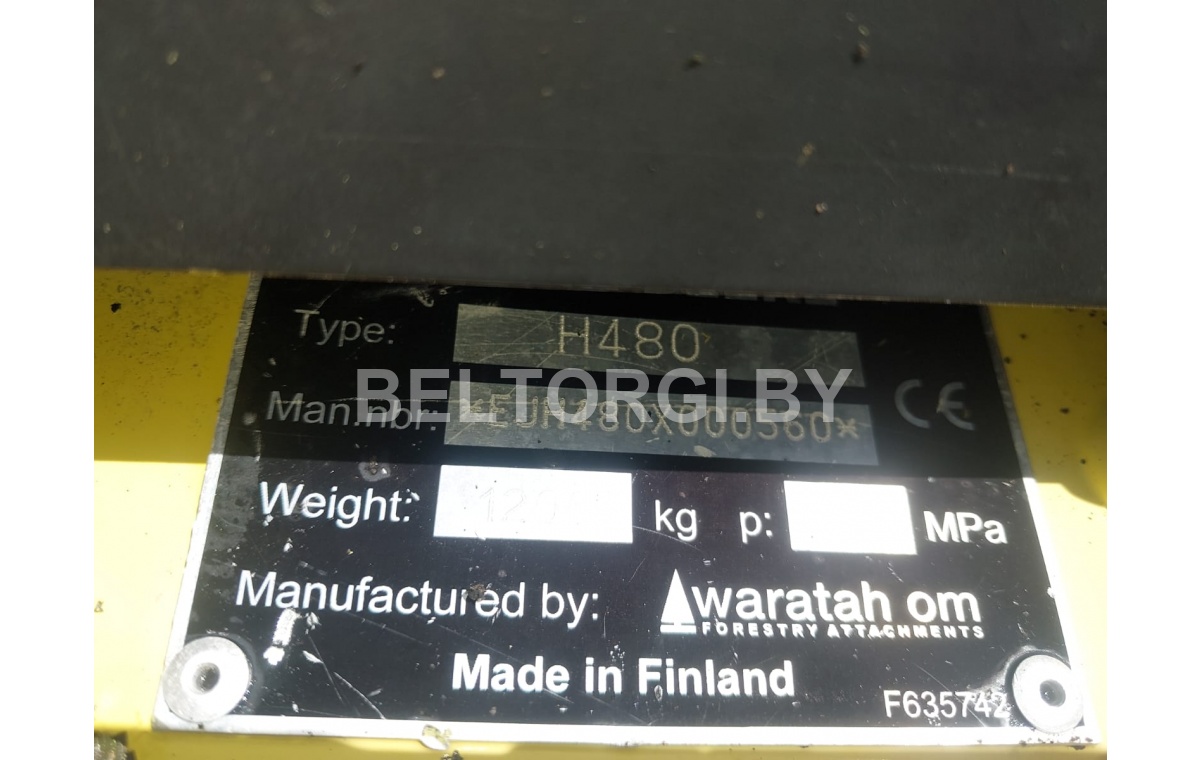 Type: H480
BELTORGI.BY
Man.nbr: *EJH480X000360* CE
Weight: kg p: MPa
Manufactured by: waratah om
FORESTRY ATTACHMENTS
Made in Finland
F635742